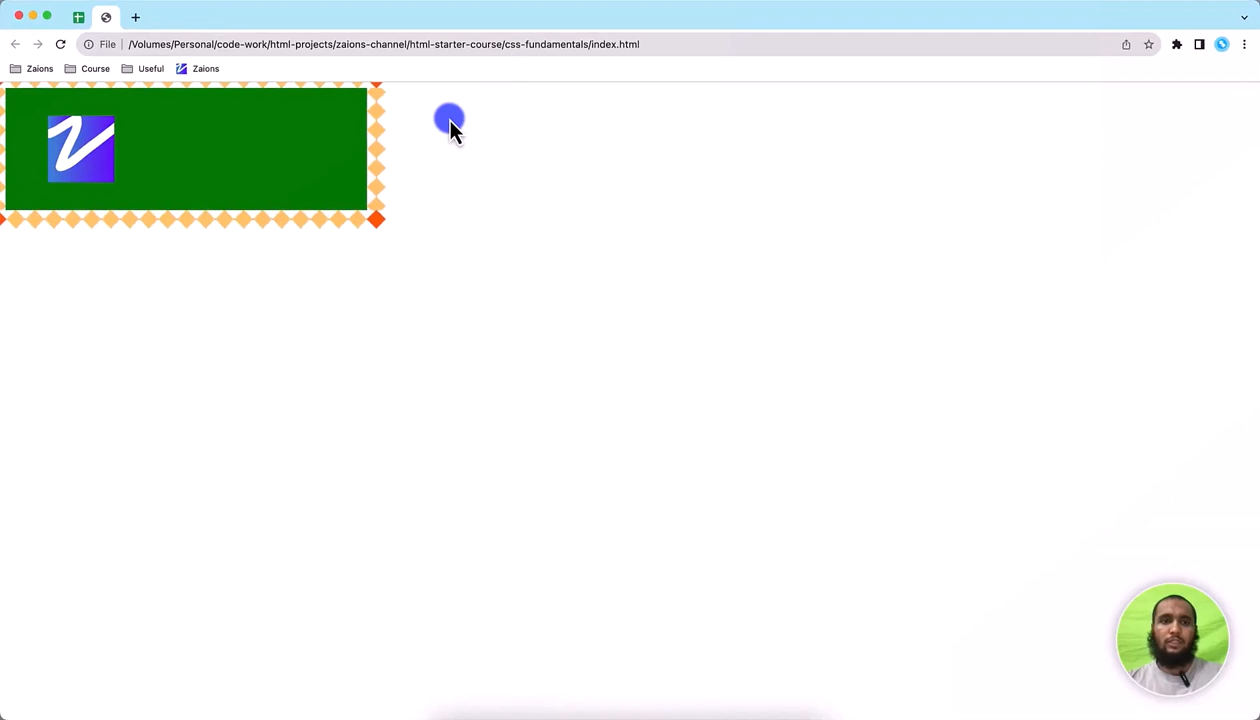 File
/Volumes/Personal/code-work/html-projects/zaions-channel/html-starter-course/css-fundamentals/index.html
Zaions Course Useful Zaions